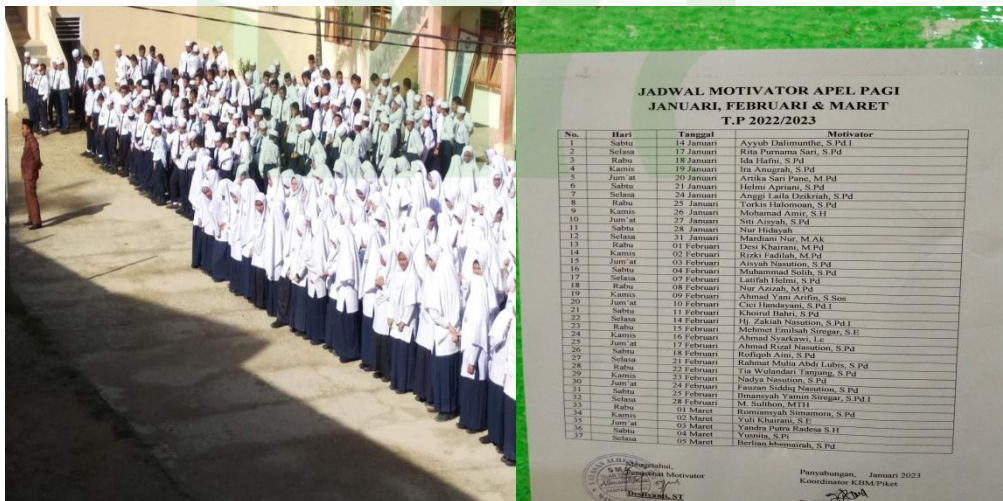 JADWAL MOTIVATOR APEL PAGI
JANUARI, FEBRUARI & MARET
T.P 2022/2023
No. Hari Tanggal Motivator
1 Sabtu 14 Januari Ayyub Dalimunthe, S.Pd.I
2 Selasa 17 Januari Rita Purnama Sari, S.Pd
3 Rabu 18 Januari Ida Hafni, S.Pd
4 Kamis 19 Januari Ira Anugrah, S.Pd
5 Jum'at 20 Januari Artika Sari Pane, M.Pd
6 Sabtu 21 Januari Helmi Apriani, S.Pd
7 Selasa 24 Januari Anggi Laila Dzikriah, S.Pd
8 Rabu 25 Januari Torkis Halomoan, S.Pd
9 Kamis 26 Januari Mohamad Amir, S.H
10 Jum'at 27 Januari Siti Aisyah, S.Pd
11 Sabtu 28 Januari Nur Hidayah
12 Selasa 31 Januari Mardiani Nur, M.Ak
13 Rabu 01 Februari Desi Khairani, M.Pd
14 Kamis 02 Februari Rizki Fadilah, M.Pd
15 Jum'at 03 Februari Aisyah Nasution, S.Pd
16 Sabtu 04 Februari Muhammad Solih, S.Pd
17 Selasa 07 Februari Latifah Helmi, S.Pd
18 Rabu 08 Februari Nur Azizah, M.Pd
19 Kamis 09 Februari Ahmad Yani Arifin, S.Sos
20 Jum'at 10 Februari Cici Handayani, S.Pd.I
21 Sabtu 11 Februari Khoirul Bahri, S.Pd
22 Selasa 14 Februari Hj. Zakiah Nasution, S.Pd.I
23 Rabu 15 Februari Mehmet Emilsah Siregar, S.E
24 Kamis 16 Februari Ahmad Syarkawi, Lc
25 Jum'at 17 Februari Ahmad Rizal Nasution, S.Pd
26 Sabtu 18 Februari Rofiqoh Aini, S.Pd
27 Selasa 21 Februari Rahmat Mulia Abdi Lubis, S.Pd
28 Rabu 22 Februari Tia Wulandari Tanjung, S.Pd
29 Kamis 23 Februari Nadya Nasution, S.Pd
30 Jum'at 24 Februari Fauzan Siddiq Nasution, S.Pd
31 Sabtu 25 Februari Ilmansyah Yamin Siregar, S.Pd.I
32 Selasa 28 Februari M. Sulthon, MTH
33 Rabu 01 Maret Romiansyah Simamora, S.Pd
34 Kamis 02 Maret Yuli Khairani, S.E
35 Jum'at 03 Maret Yandra Putra Radesa S.H
36 Sabtu 04 Maret Yusnita, S.Pi
37 Selasa 05 Maret Berlian S.Pd
Mengetahui,
Motivator
Desliyanti, ST
Panyabungan, Januari 2023
Koordinator KBM/Piket